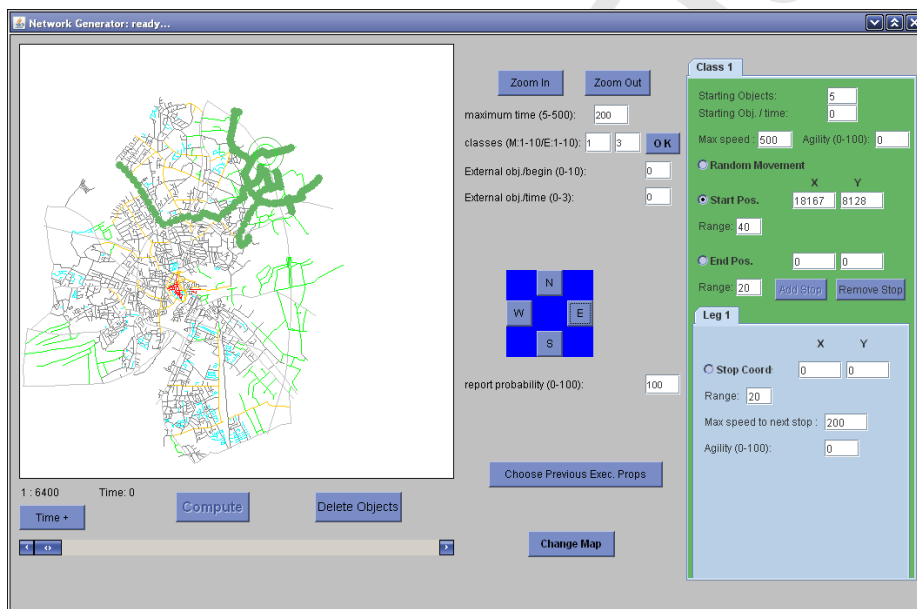 Network Generator: ready...
Zoom In
Zoom Out
maximum time (5-500): 200
classes (M:1-10/E:1-10): 1 3 O K
External obj./begin (0-10): 0
External obj./time (0-3): 0
N
W
E
S
report probability (0-100): 100
Choose Previous Exec. Props
Change Map
1 : 6400 Time: 0
Time +
Compute
Delete Objects
Class 1
Starting Objects: 5
Starting Obj. / time: 0
Max speed : 500 Agility (0-100): 0
Random Movement
X Y
Start Pos. 18167 8128
Range: 40
End Pos. 0 0
Range: 20 Add Stop Remove Stop
Leg 1
X Y
Stop Coord: 0 0
Range: 20
Max speed to next stop : 200
Agility (0-100): 0